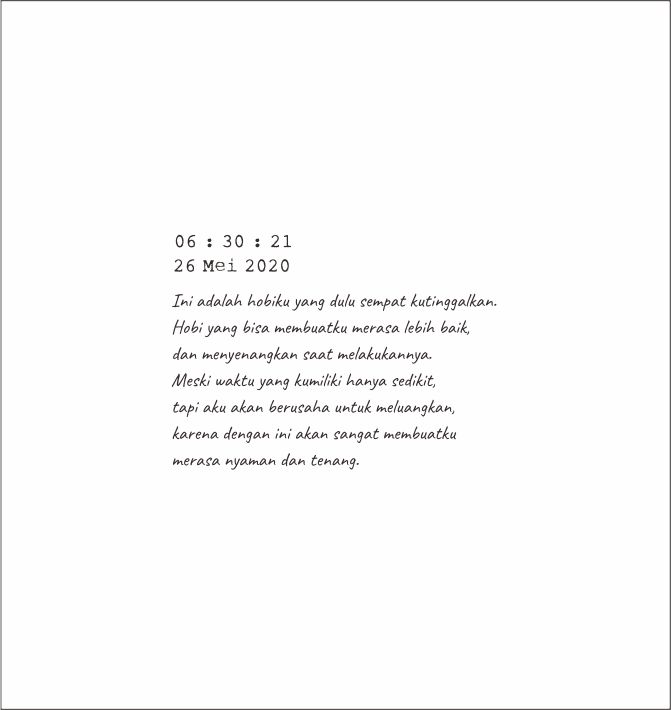 06 : 30 : 21
26 Mei 2020
Ini adalah hobiku yang dulu sempat kutinggalkan.
Hobi yang bisa membuatku merasa lebih baik,
dan menyenangkan saat melakukannya.
Meski waktu yang kumiliki hanya sedikit,
tapi aku akan berusaha untuk meluangkan,
karena dengan ini akan sangat membuatku
merasa nyaman dan tenang.